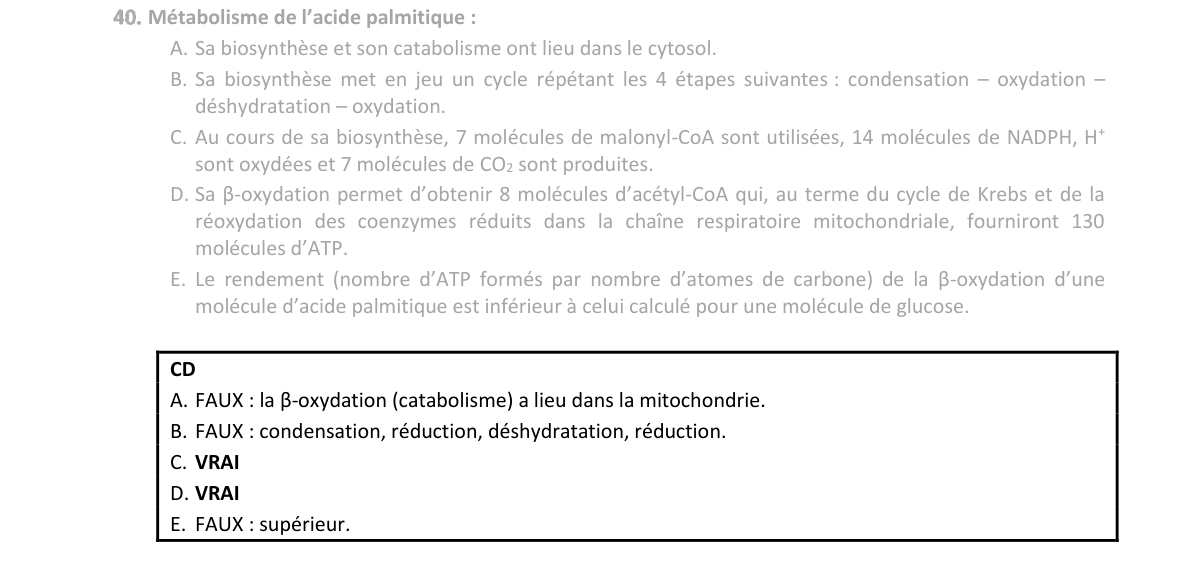 40. Métabolisme de l'acide palmitique :
A. Sa biosynthèse et son catabolisme ont lieu dans le cytosol.
B. Sa biosynthèse met en jeu un cycle répétant les 4 étapes suivantes : condensation – oxydation –
déshydratation – oxydation.
C. Au cours de sa biosynthèse, 7 molécules de malonyl-CoA sont utilisées, 14 molécules de NADPH, H⁺
sont oxydées et 7 molécules de CO₂ sont produites.
D. Sa β-oxydation permet d'obtenir 8 molécules d'acétyl-CoA qui, au terme du cycle de Krebs et de la
réoxydation des coenzymes réduits dans la chaîne respiratoire mitochondriale, fourniront 130
molécules d'ATP.
E. Le rendement (nombre d'ATP formés par nombre d'atomes de carbone) de la β-oxydation d'une
molécule d'acide palmitique est inférieur à celui calculé pour une molécule de glucose.
CD
A. FAUX : la β-oxydation (catabolisme) a lieu dans la mitochondrie.
B. FAUX : condensation, réduction, déshydratation, réduction.
C. VRAI
D. VRAI
E. FAUX : supérieur.